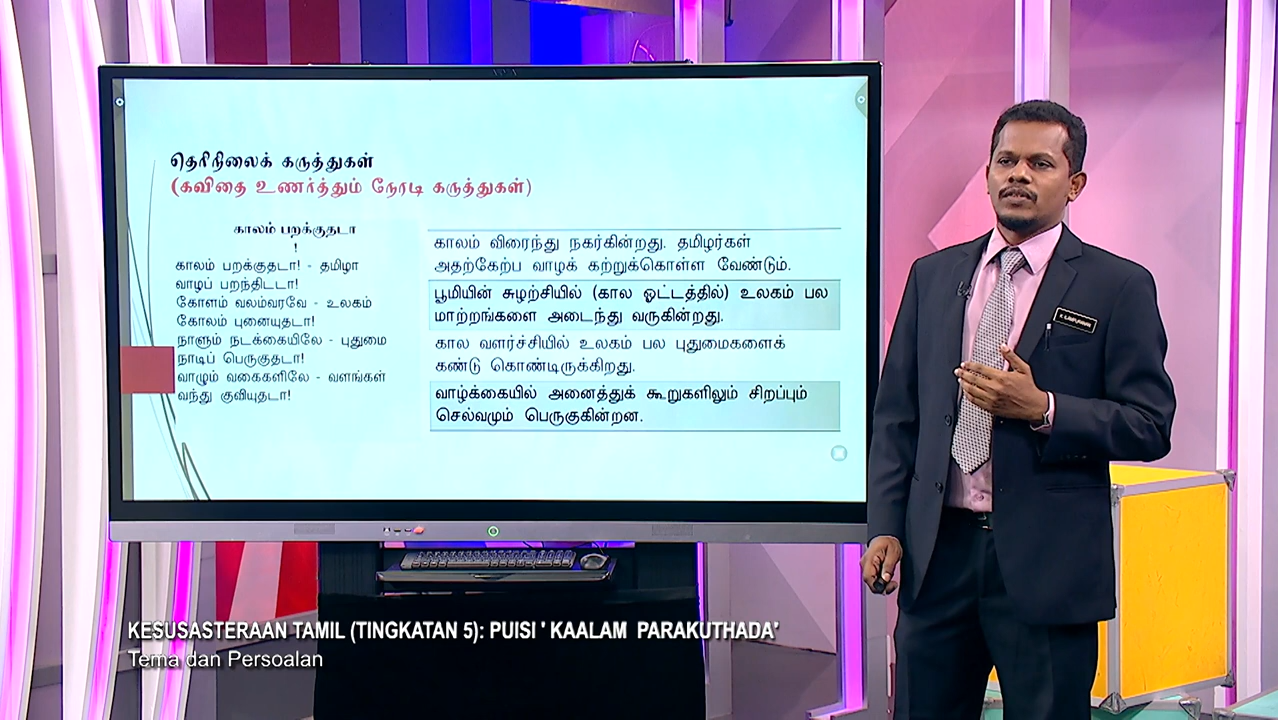 தெரிநிலைக் கருத்துகள்
(கவிதை உணர்த்தும் நேரடி கருத்துகள்)
காலம் பறக்குதடா
!
காலம் பறக்குதடா! - தமிழா
வாழப் பறந்திடடா!
கோளம் வலம்வரவே - உலகம்
கோலம் புனையுதடா!
நாளும் நடக்கையிலே - புதுமை
நாடிப் பெருகுதடா!
வாழும் வகைகளிலே - வளங்கள்
வந்து குவியுதடா!
காலம் விரைந்து நகர்கின்றது. தமிழர்கள்
அதற்கேற்ப வாழக் கற்றுக்கொள்ள வேண்டும்.
பூமியின் சுழற்சியில் (கால ஓட்டத்தில்) உலகம் பல
மாற்றங்களை அடைந்து வருகின்றது.
கால வளர்ச்சியில் உலகம் பல புதுமைகளைக்
கண்டு கொண்டிருக்கிறது.
வாழ்க்கையில் அனைத்துக் கூறுகளிலும் சிறப்பும்
செல்வமும் பெருகுகின்றன.
KESUSASTERAAN TAMIL (TINGKATAN 5): PUISI ' KAALAM PARAKUTHADA'
Tema dan Persoalan